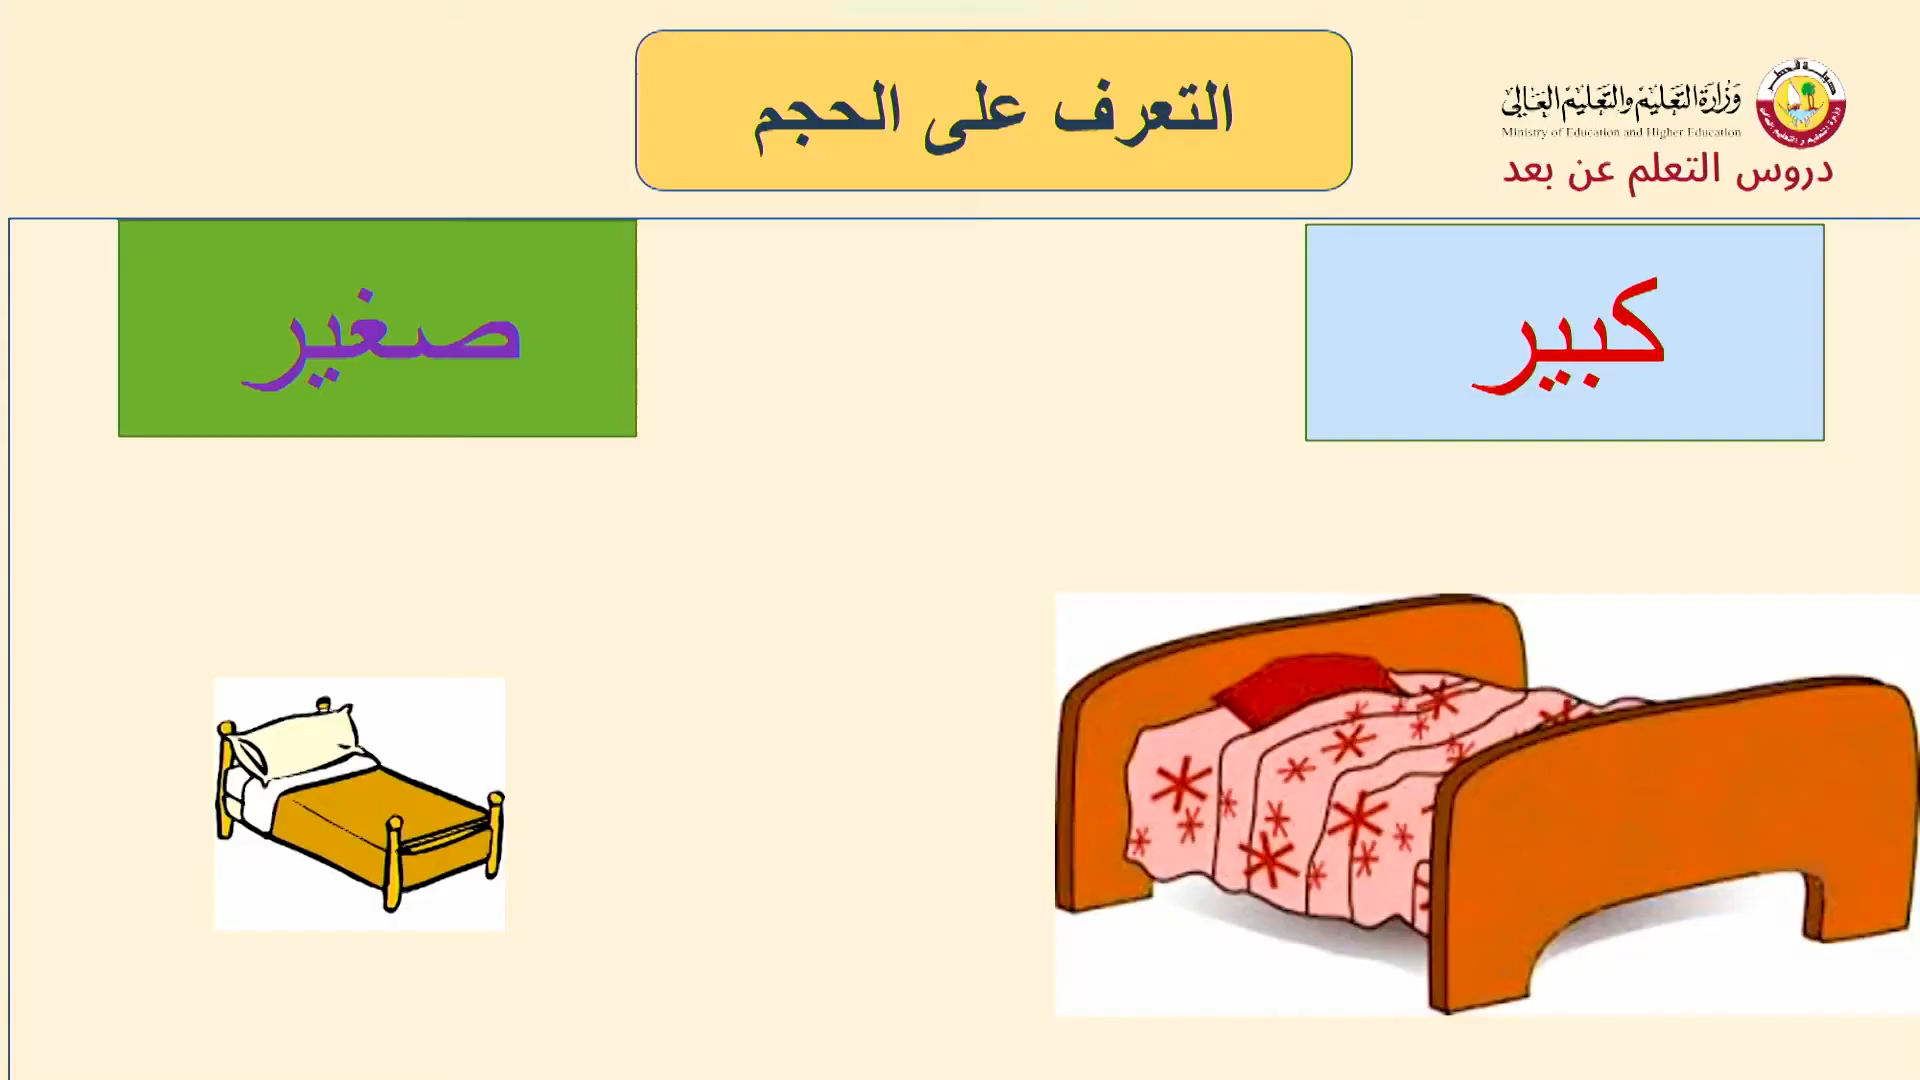 التعرف على الحجم
وزارة التعليم والتعليم العالي
Ministry of Education and Higher Education
دروس التعلم عن بعد
كبير
صغير